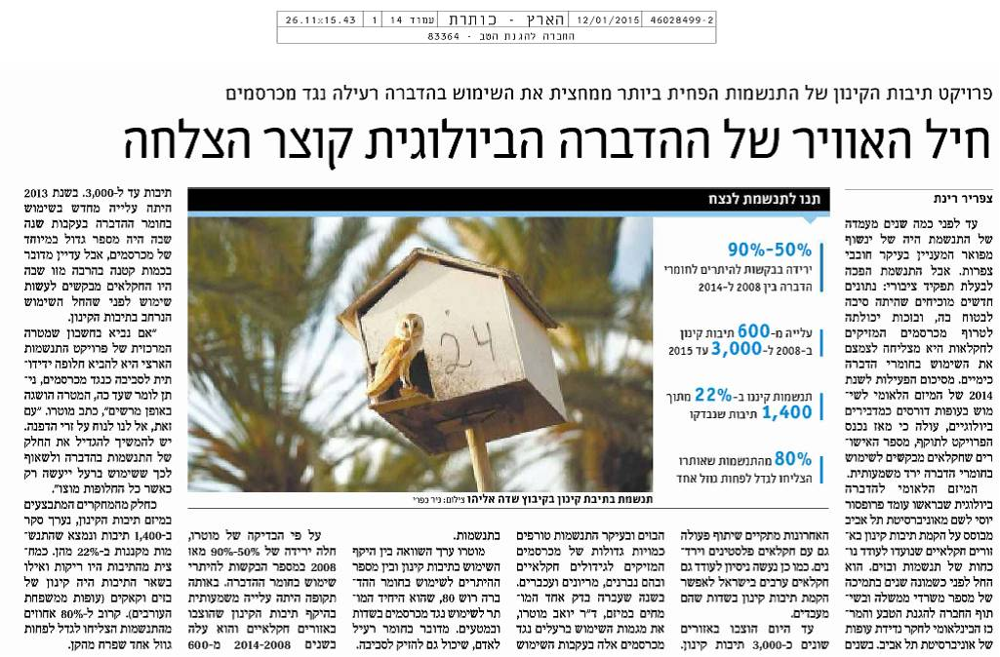 26.11x15.43 | 1 | 14 עמוד | הארץ - כותרת | 12/01/2015 | 46028499-2
החברה להגנת הטב - 83364
פרויקט תיבות הקינון של התנשמות הפחית ביותר ממחצית את השימוש בהדברה רעילה נגד מכרסמים
חיל האוויר של ההדברה הביולוגית קוצר הצלחה
צפריר רינת
עד לפני כמה שנים מעמדה
של התנשמת היה של ינשוף
מפואר המעניין בעיקר חובבי
צפרות. אבל התנשמת הפכה
לבעלת תפקיד ציבורי: נתונים
חדשים מוכיחים שהיתה סיבה
לבטוח בה, ובזכות יכולתה
לטרוף מכרסמים המזיקים
לחקלאות היא מצליחה לצמצם
את השימוש בחומרי הדברה
כימיים. מסיכום הפעילות לשנת
2014 של המיזם הלאומי לשי־
מוש בעופות דורסים כמדבירים
ביולוגיים, עולה כי מאז נכנס
הפרויקט לתוקף, מספר האישו־
רים שחקלאים מבקשים לשימוש
בחומרי הדברה ירד משמעותית.
המיזם הלאומי להדברה
ביולוגית שבראשו עומד פרופסור
יוסי לשם מאוניברסיטת תל אביב
מבוסס על הקמת תיבות קינון בא־
זורים חקלאיים שנועדו לעודד נו־
כחות של תנשמות ובזים. הוא
החל לפני כשמונה שנים בתמיכה
של מספר משרדי ממשלה ובשי־
תוף החברה להגנת הטבע והמר־
כז הבינלאומי לחקר נדידת עופות
של אוניברסיטת תל אביב. בשנים
תנו לתנשמת לנצח
90%-50%
ירידה בבקשות להיתרים לחומרי
הדברה בין 2008 ל-2014
עלייה מ-600 תיבות קינון
ב-2008 ל-3,000 עד 2015
תנשמות קיננו ב-22% מתוך
1,400 תיבות שנבדקו
80% מהתנשמות שאותרו
הצליחו לגדל לפחות גוזל אחד
24
תנשמת בתיבת קינון בקיבוץ שדה אליהו צילום: ניר כפרי
האחרונות מתקיים שיתוף פעולה
גם עם חקלאים פלסטינים וירד־
נים. כמו כן נעשה ניסיון לעודד גם
חקלאים ערבים בישראל לאפשר
הקמת תיבות קינון בשדות שהם
מעבדים.
עד היום הוצבו באזורים
שונים כ-3,000 תיבות קינון.
הבזים ובעיקר התנשמות טורפים
כמויות גדולות של מכרסמים
המזיקים לגידולים חקלאיים
ובהם נברנים, מריונים ועכברים.
בשנה שעברה בדק אחד המו־
מחים במיזם, ד"ר יואב מוטרו,
את מגמות השימוש ברעלים נגד
מכרסמים אלה בעקבות השימוש
בתנשמות.
מוטרו ערך השוואה בין היקף
השימוש בתיבות קינון ובין מספר
ההיתרים לשימוש בחומר ההד־
ברה רוש 80, שהוא היחיד המו־
תר לשימוש נגד מכרסמים בשדות
ובמטעים. מדובר בחומר רעיל
לאדם, שיכול גם להזיק לסביבה.
על פי הבדיקה של מוטרו,
חלה ירידה של 50%-90% מאז
2008 במספר הבקשות להיתרי
שימוש בחומר ההדברה. באותה
תקופה היתה עלייה משמעותית
בהיקף תיבות הקינון שהוצבו
באזורים חקלאיים והוא עלה
בשנים 2014-2008 מ-600
תיבות עד ל-3,000. בשנת 2013
היתה עלייה מחדש בשימוש
בחומר ההדברה בעקבות שנה
שבה היה מספר גדול במיוחד
של מכרסמים, אבל עדיין מדובר
בכמות קטנה בהרבה מזו שבה
היו החקלאים מבקשים לעשות
שימוש לפני שהחל השימוש
הנרחב בתיבות הקינון.
"אם נביא בחשבון שמטרה
המרכזית של פרויקט התנשמות
הארצי היא להביא חלופה ידידו־
תית לסביבה כנגד מכרסמים, ני־
תן לומר שעד כה, המטרה הושגה
באופן מרשים", כתב מוטרו. "עם
זאת, אל לנו לנוח על זרי הדפנה.
יש להמשיך להגדיל את החלק
של התנשמות בהדברה ולשאוף
לכך ששימוש ברעל ייעשה רק
כאשר כל החלופות מוצו".
כחלק מהמחקרים המתבצעים
במיזם תיבות הקינון, נערך סקר
ב-1,400 תיבות ונמצא שהתנש־
מות מקננות ב-22% מהן. כמח־
צית מהתיבות היו ריקות ואילו
בשאר התיבות היה קינון של
בזים וקאקים (עופות ממשפחת
העורבים). קרוב ל-80% אחוזים
מהתנשמות הצליחו לגדל לפחות
גוזל אחד שפרח מהקן.